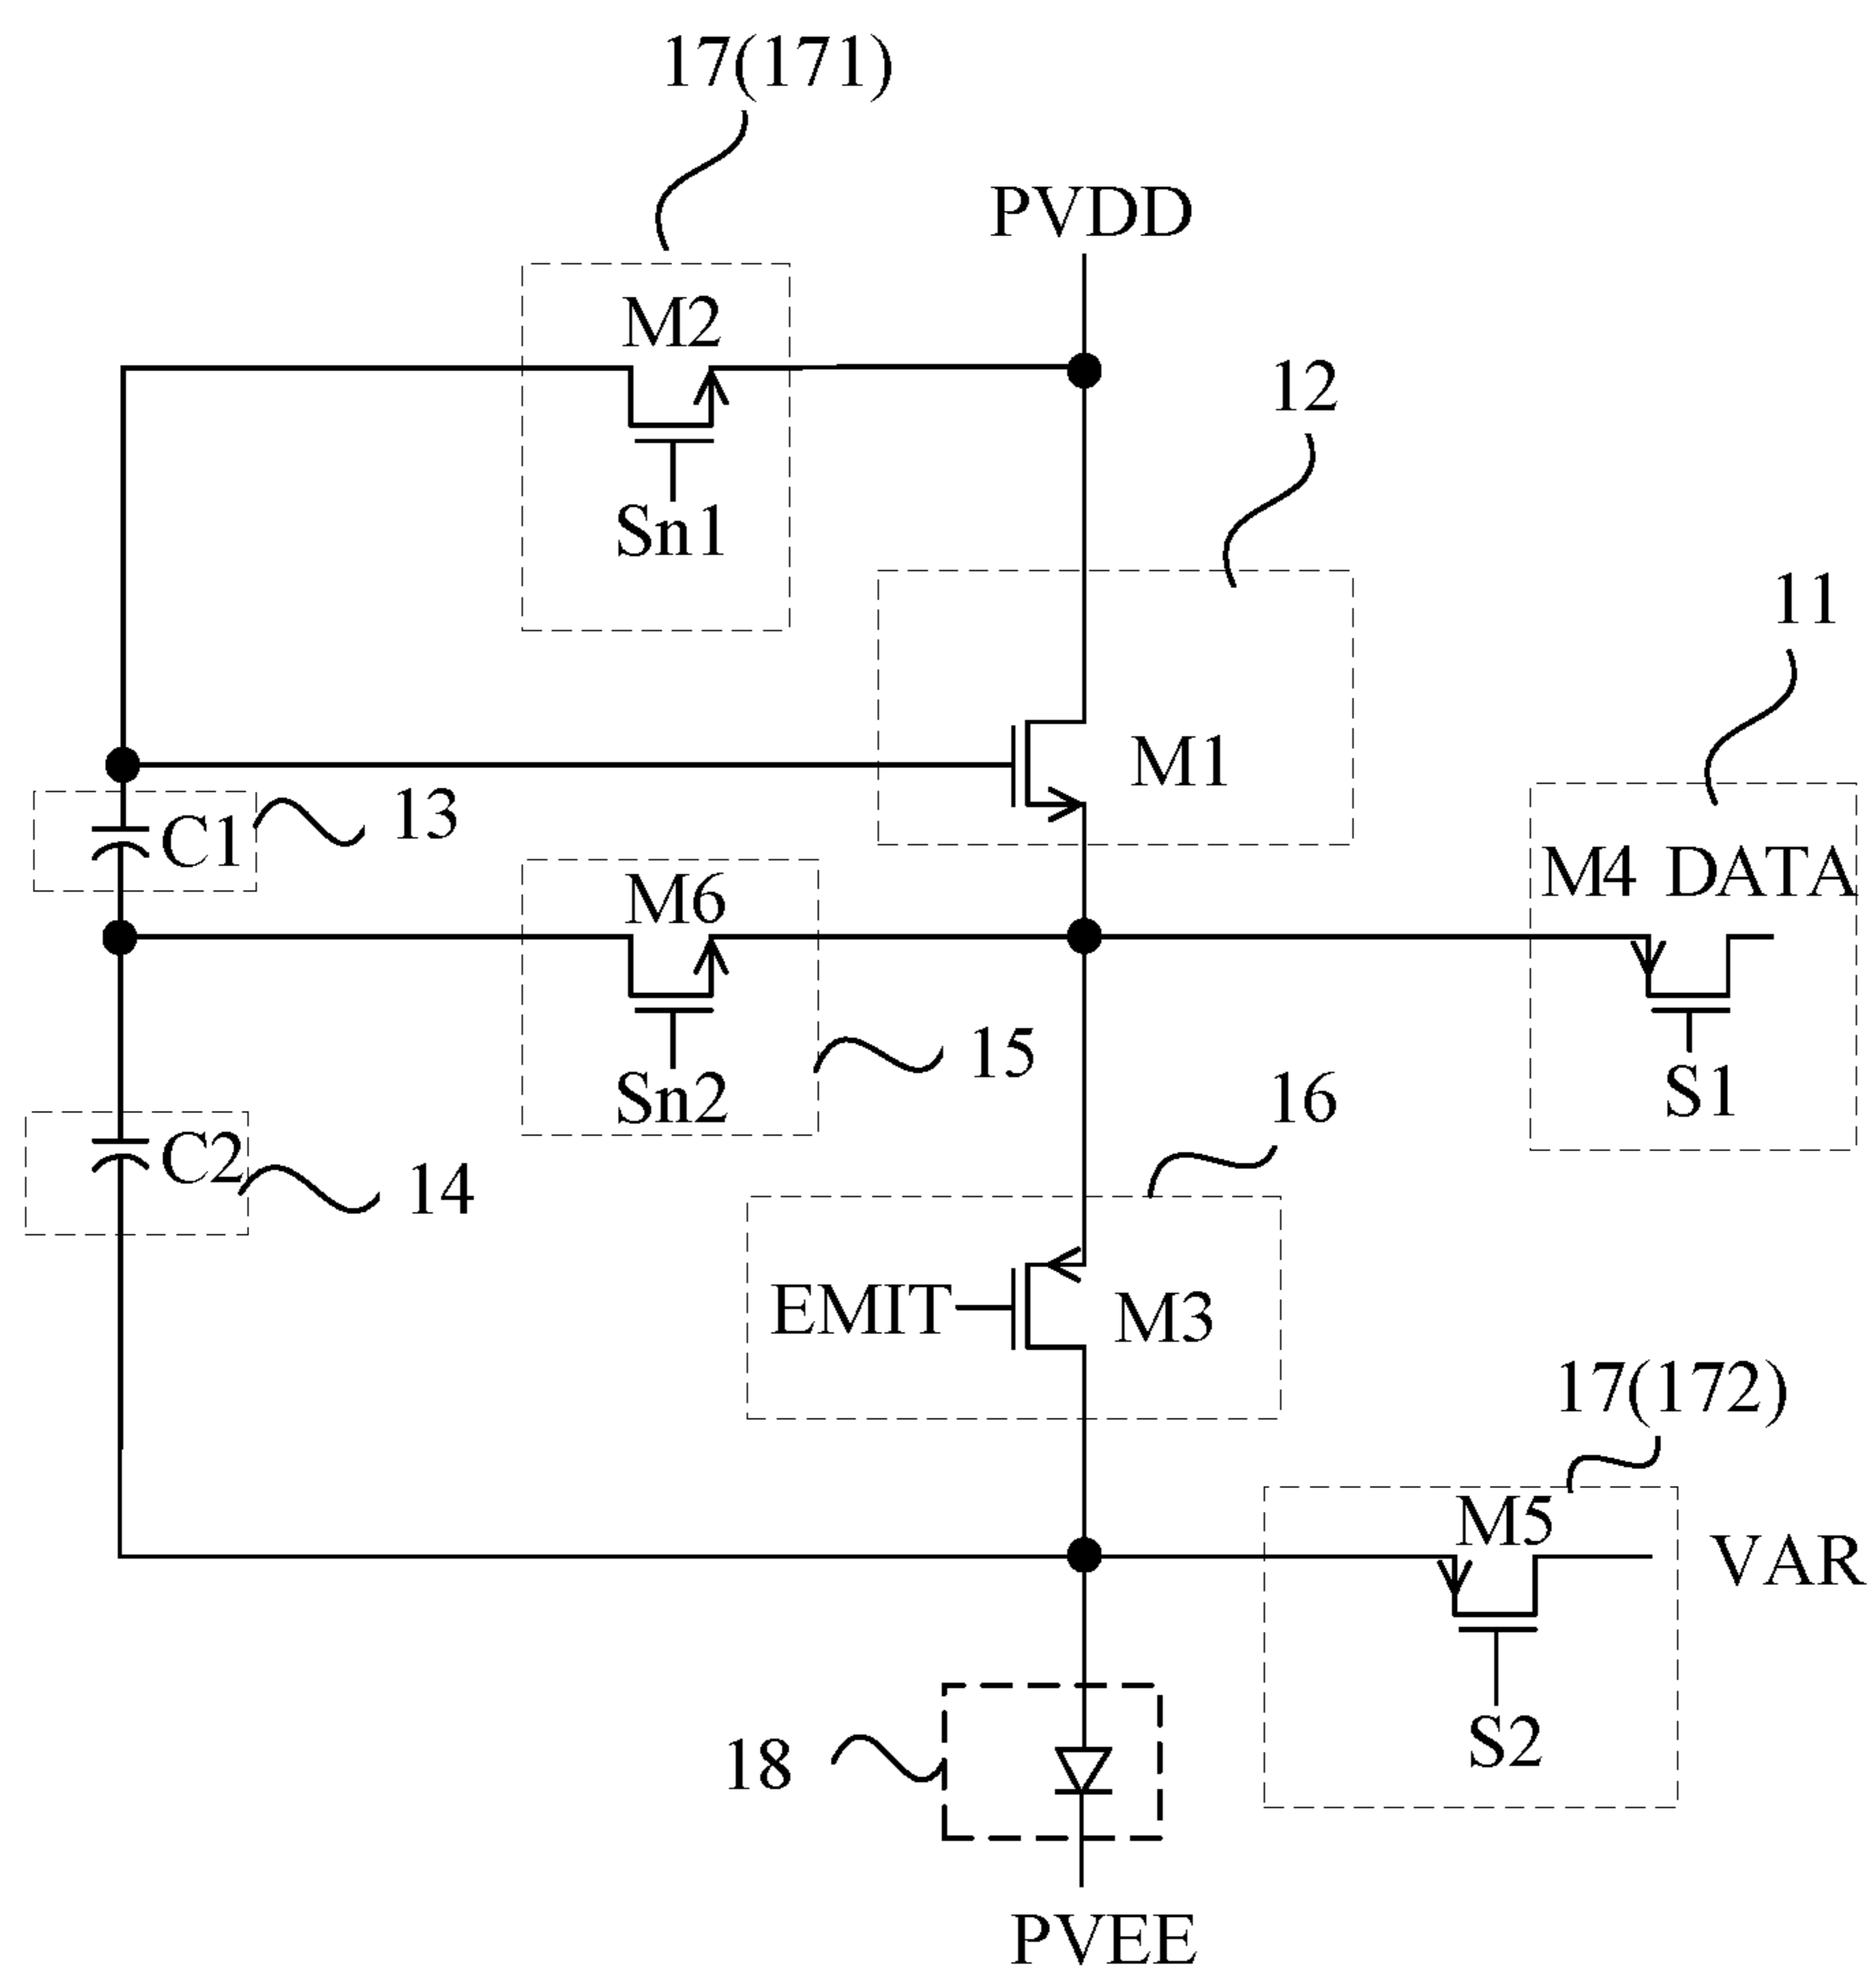 17(171)
PVDD
M2
12
Sn1
11
M1
13
C1
M4 DATA
M6
15
Sn2
16
S1
C2
14
EMIT
M3
17(172)
M5
VAR
S2
18
PVEE